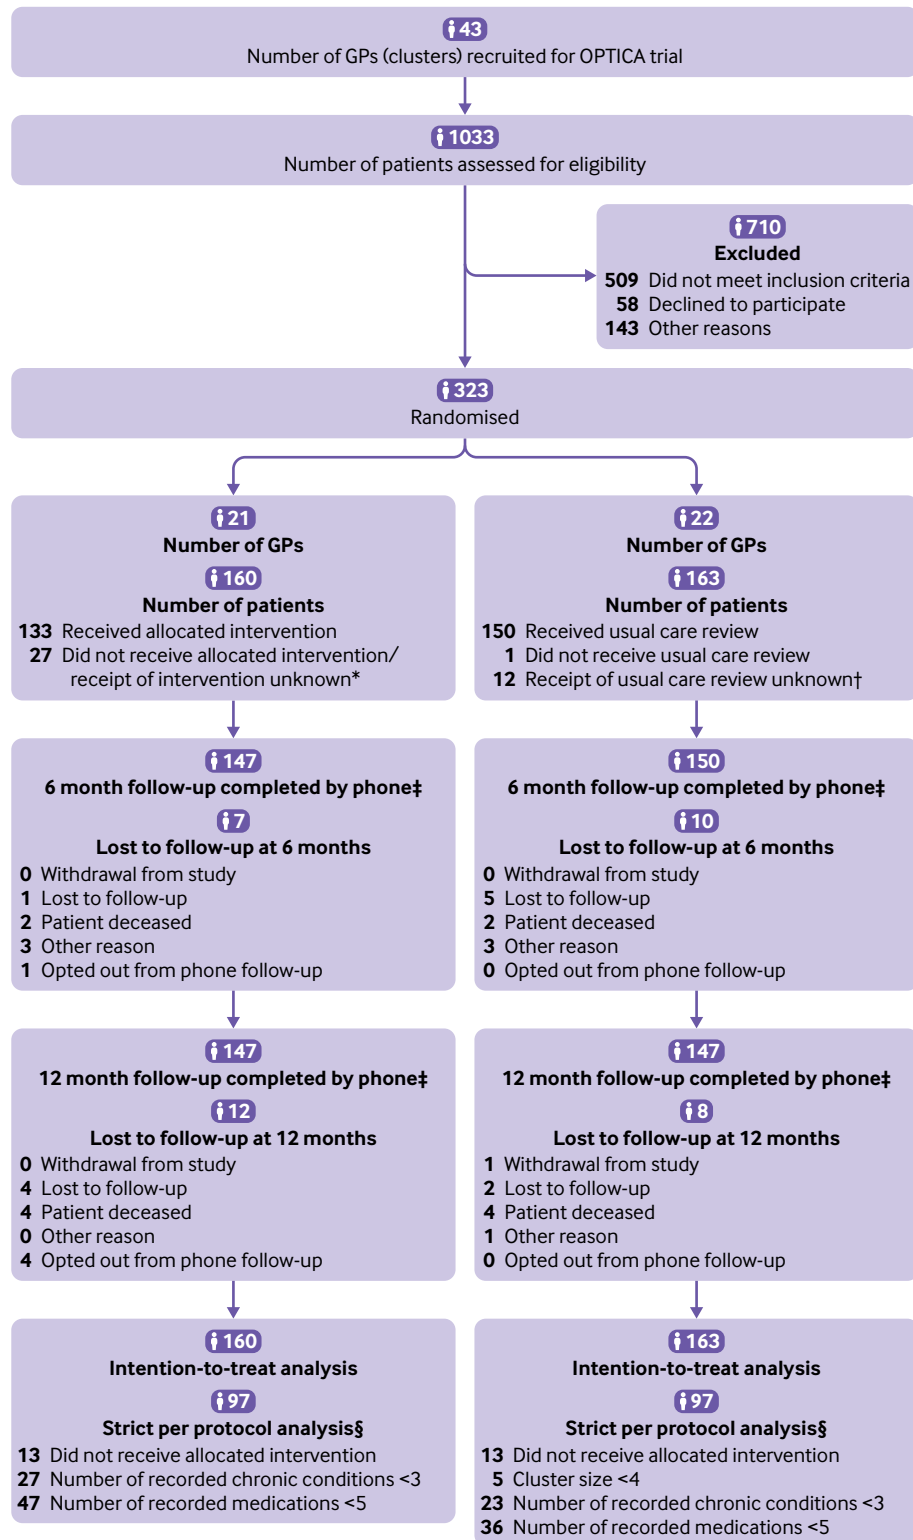 43
Number of GPs (clusters) recruited for OPTICA trial
1033
Number of patients assessed for eligibility
710
Excluded
509 Did not meet inclusion criteria
58 Declined to participate
143 Other reasons
323
Randomised
21
Number of GPs
160
Number of patients
133 Received allocated intervention
27 Did not receive allocated intervention/
receipt of intervention unknown*
22
Number of GPs
163
Number of patients
150 Received usual care review
1 Did not receive usual care review
12 Receipt of usual care review unknown†
147
6 month follow-up completed by phone‡
7
Lost to follow-up at 6 months
0 Withdrawal from study
1 Lost to follow-up
2 Patient deceased
3 Other reason
1 Opted out from phone follow-up
150
6 month follow-up completed by phone‡
10
Lost to follow-up at 6 months
0 Withdrawal from study
5 Lost to follow-up
2 Patient deceased
3 Other reason
0 Opted out from phone follow-up
147
12 month follow-up completed by phone‡
12
Lost to follow-up at 12 months
0 Withdrawal from study
4 Lost to follow-up
4 Patient deceased
0 Other reason
4 Opted out from phone follow-up
147
12 month follow-up completed by phone‡
8
Lost to follow-up at 12 months
1 Withdrawal from study
2 Lost to follow-up
4 Patient deceased
1 Other reason
0 Opted out from phone follow-up
160
Intention-to-treat analysis
97
Strict per protocol analysis§
13 Did not receive allocated intervention
27 Number of recorded chronic conditions <3
47 Number of recorded medications <5
163
Intention-to-treat analysis
97
Strict per protocol analysis§
13 Did not receive allocated intervention
5 Cluster size <4
23 Number of recorded chronic conditions <3
36 Number of recorded medications <5